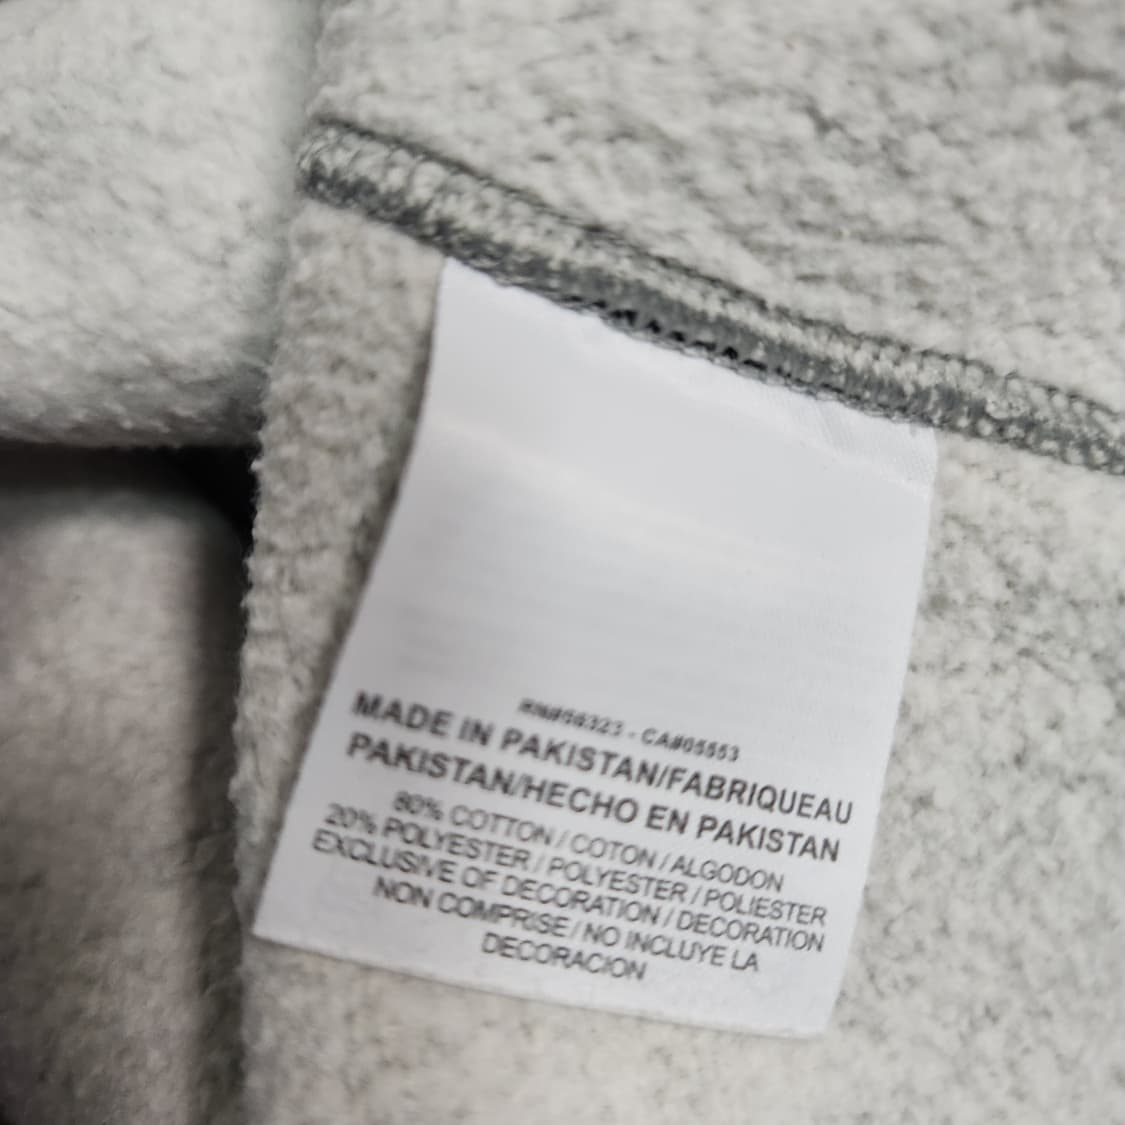 RN#56323 - CA#05553
MADE IN PAKISTAN/FABRIQUEAU
PAKISTAN/HECHO EN PAKISTAN
80% COTTON / COTON / ALGODON
20% POLYESTER / POLYESTER / POLIESTER
EXCLUSIVE OF DECORATION / DECORATION
NON COMPRISE / NO INCLUYE LA
DECORACION